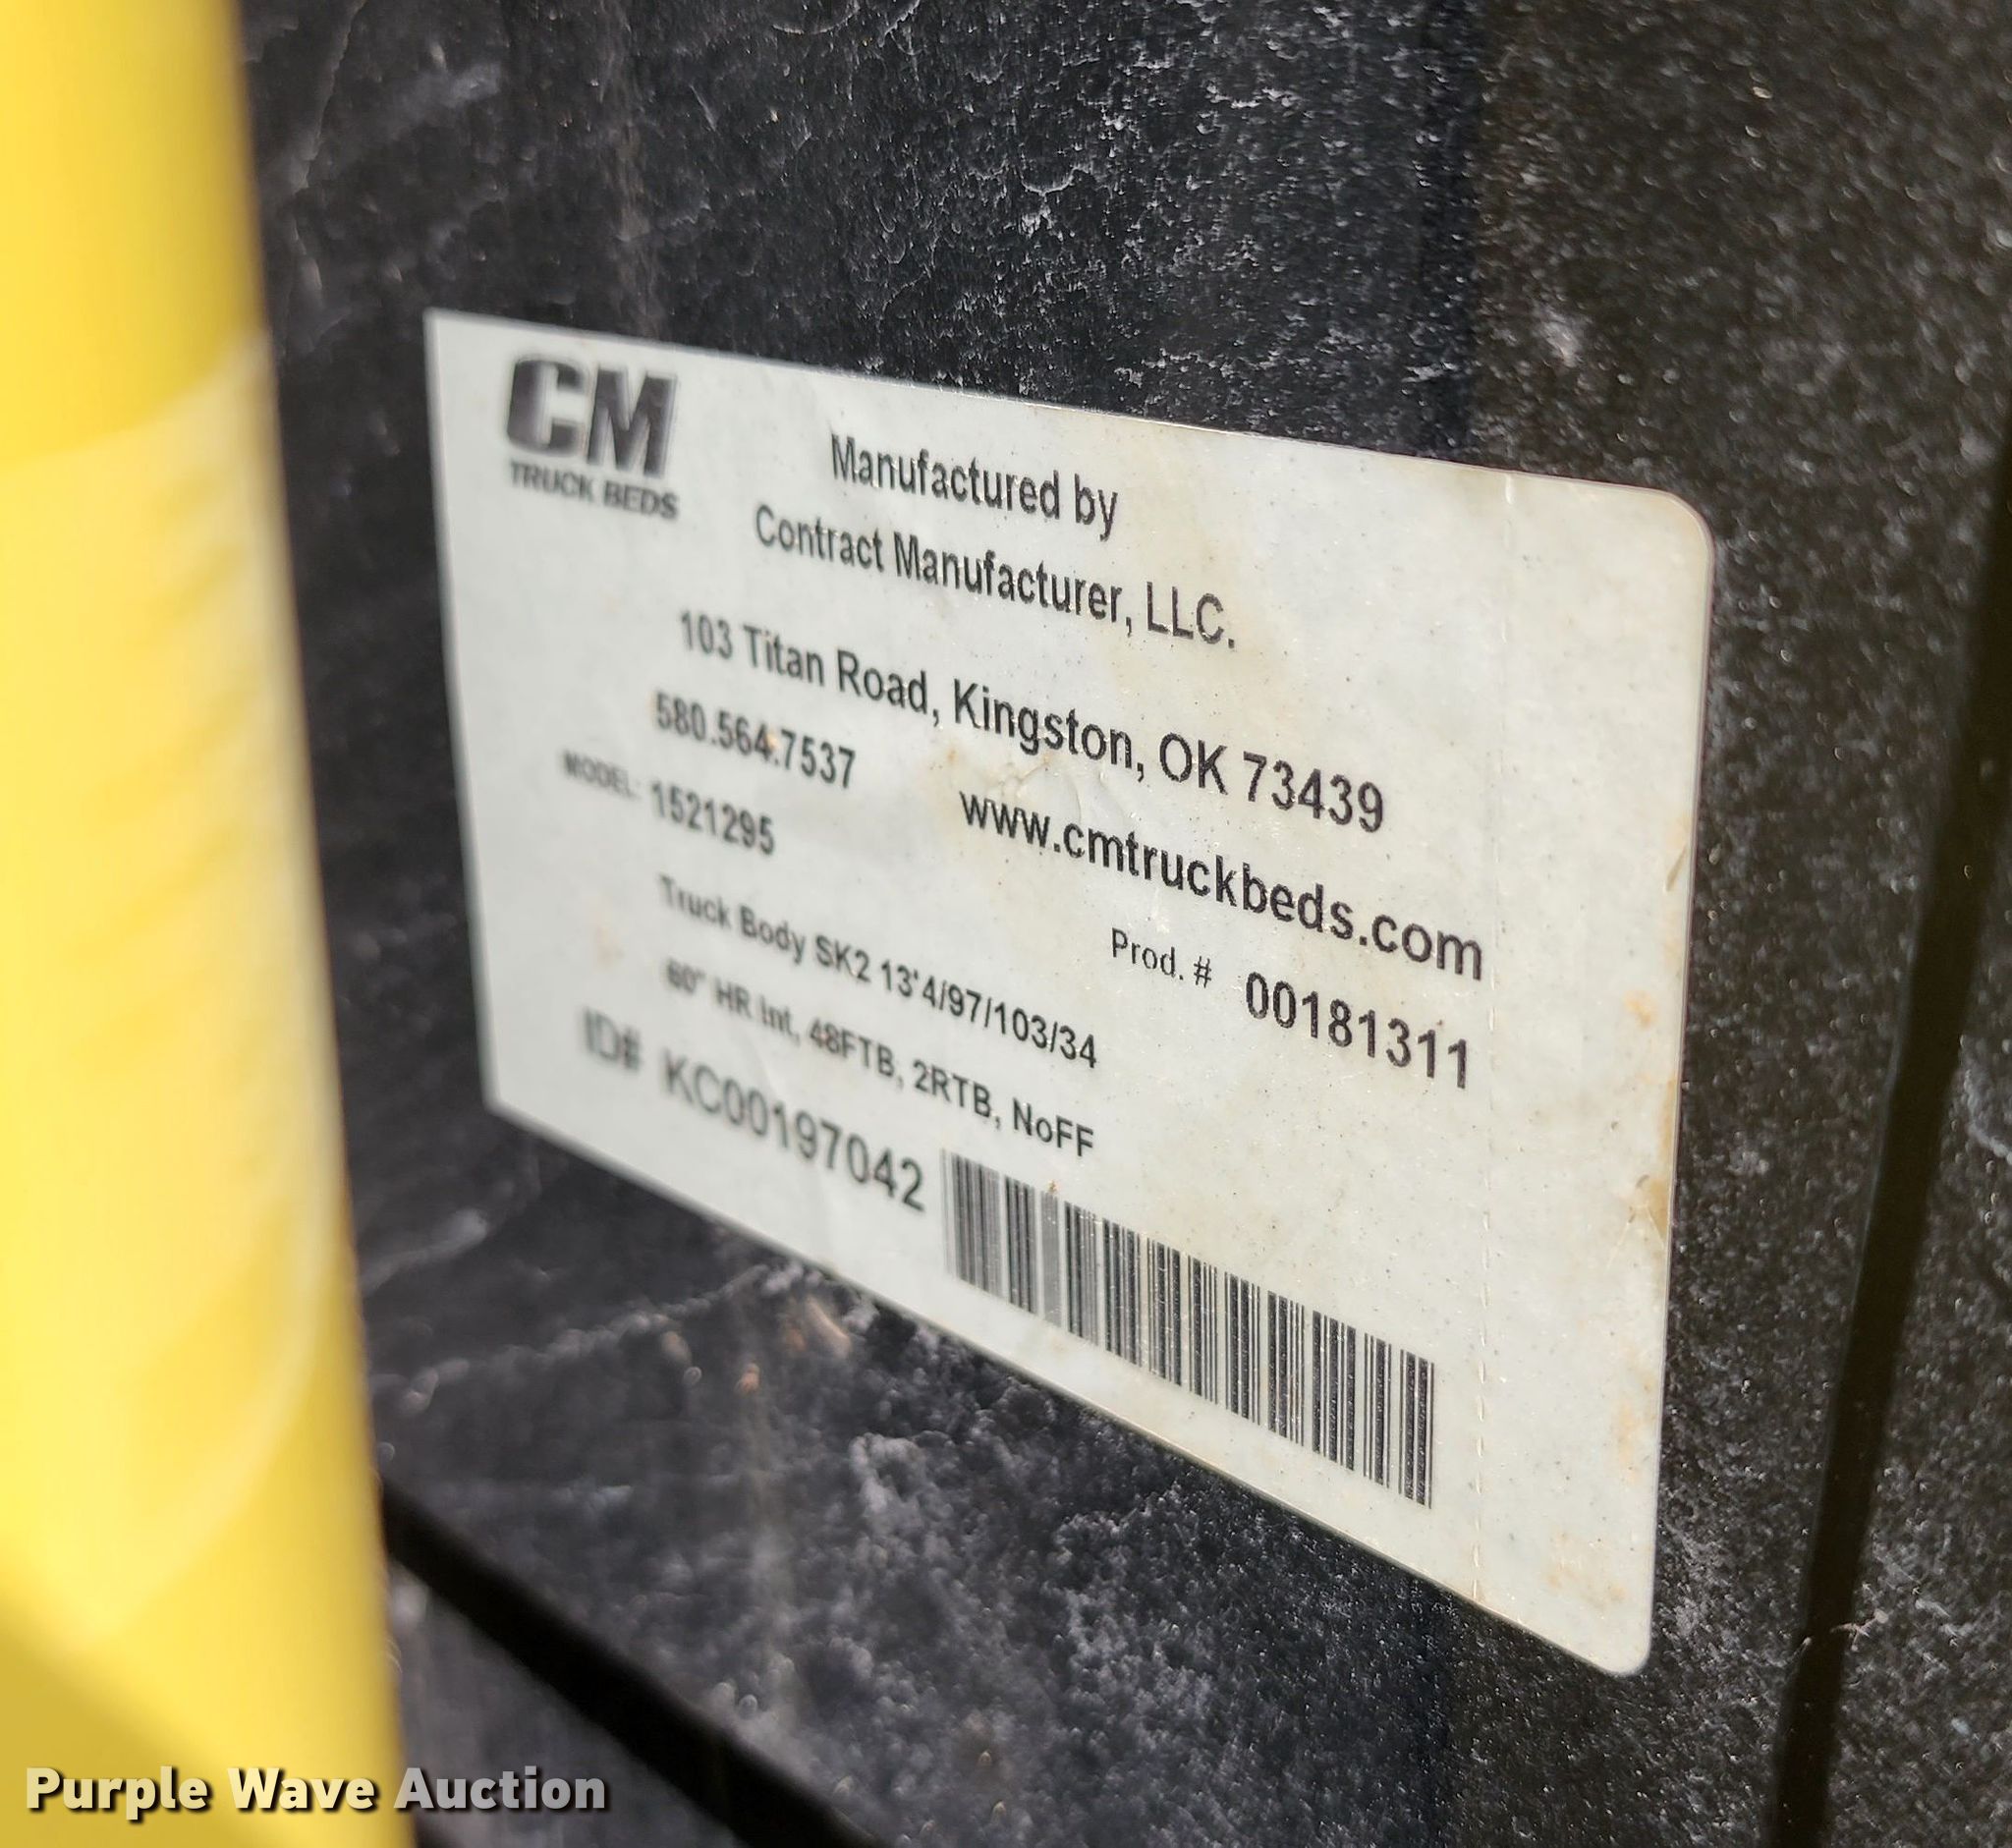 CM
TRUCK BEDS
Manufactured by
Contract Manufacturer, LLC.
103 Titan Road, Kingston, OK 73439
580.564.7537 www.cmtruckbeds.com
MODEL: 1521295
Prod. # 00181311
Truck Body SK2 13'4/97/103/34
60" HR Int, 48FTB, 2RTB, NoFF
ID# KC00197042
Purple Wave Auction